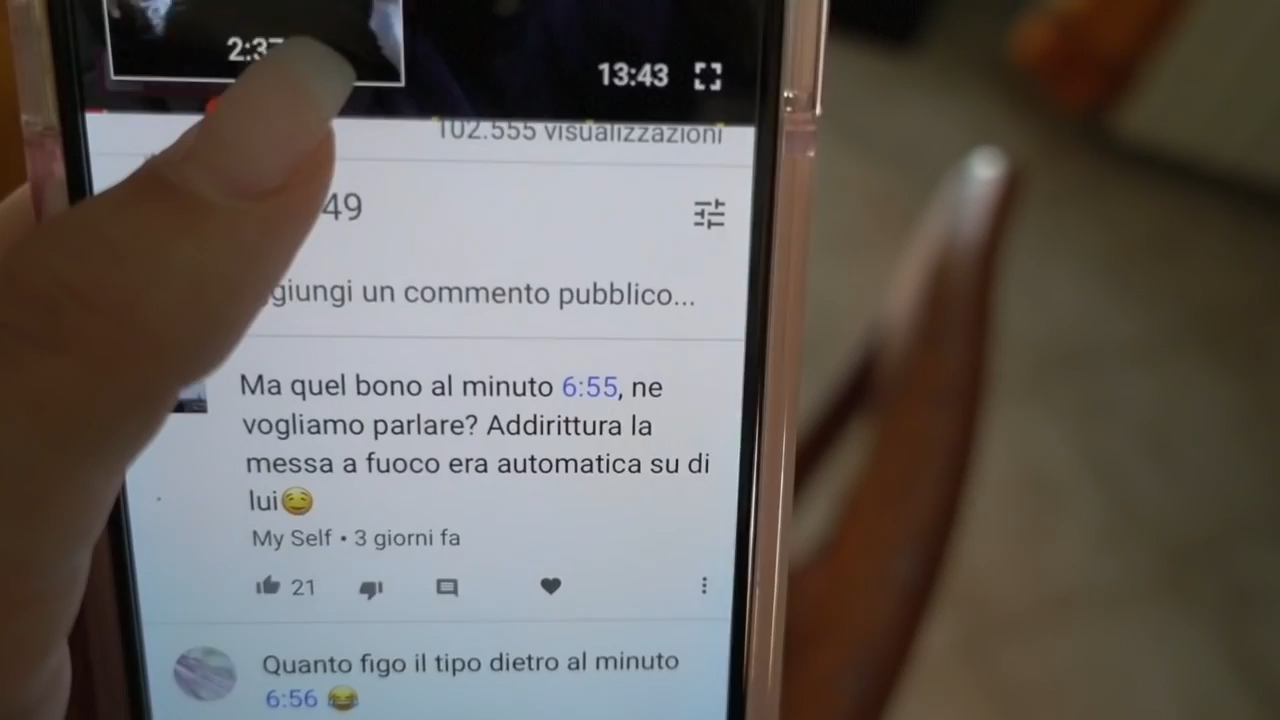 13:43
102.555 visualizzazioni
49
giungi un commento pubblico...
Ma quel bono al minuto 6:55, ne
vogliamo parlare? Addirittura la
messa a fuoco era automatica su di
lui🤤
My Self • 3 giorni fa
21
Quanto figo il tipo dietro al minuto
6:56 😂